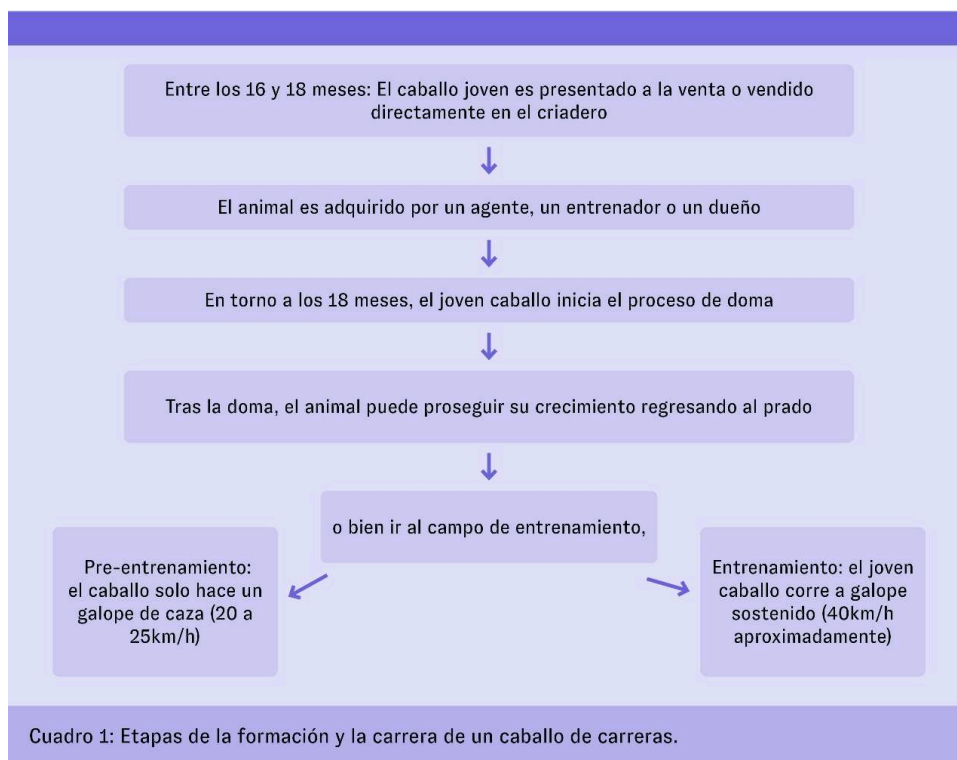 Entre los 16 y 18 meses: El caballo joven es presentado a la venta o vendido
directamente en el criadero
El animal es adquirido por un agente, un entrenador o un dueño
En torno a los 18 meses, el joven caballo inicia el proceso de doma
Tras la doma, el animal puede proseguir su crecimiento regresando al prado
o bien ir al campo de entrenamiento,
Pre-entrenamiento:
el caballo solo hace un
galope de caza (20 a
25km/h)
Entrenamiento: el joven
caballo corre a galope
sostenido (40km/h
aproximadamente)
Cuadro 1: Etapas de la formación y la carrera de un caballo de carreras.